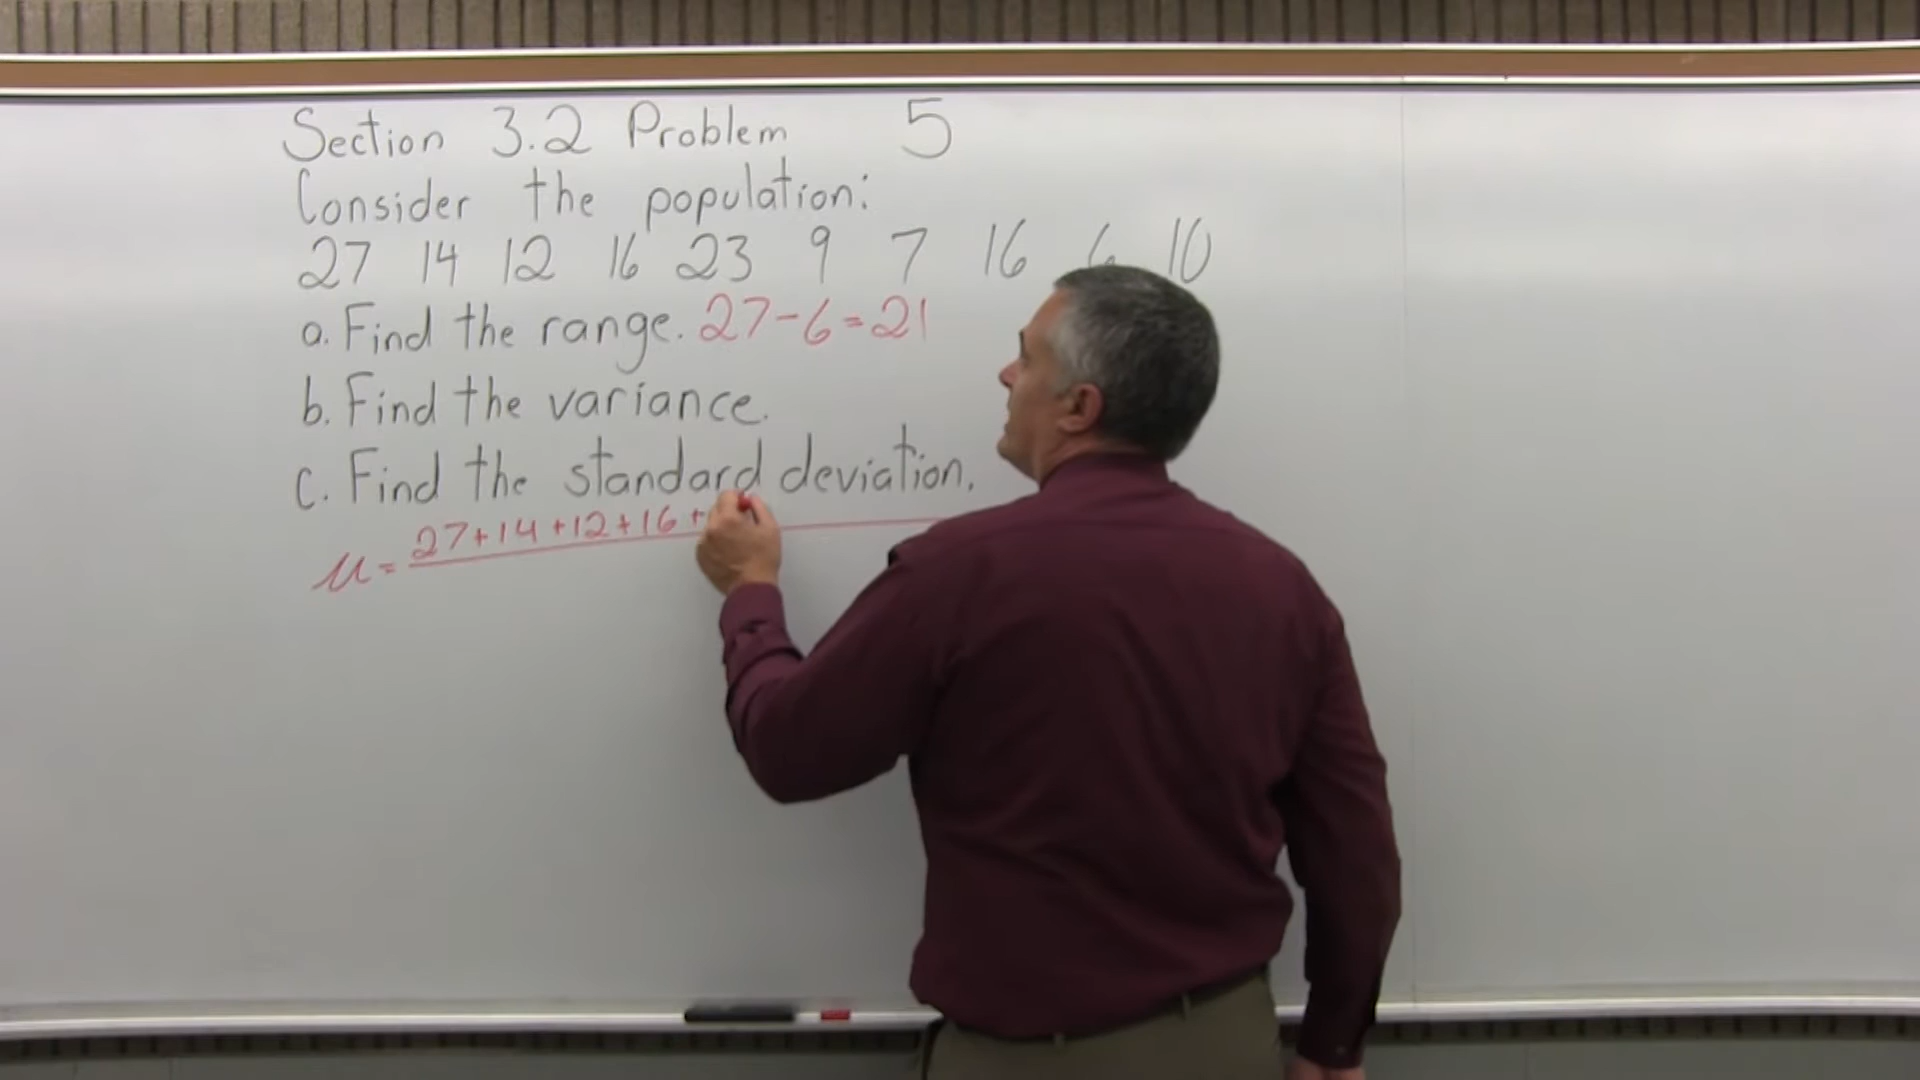 Section 3.2 Problem 5
Consider the population:
27 14 12 16 23 9 7 16 6 10
a. Find the range. 27-6=21
b. Find the variance.
c. Find the standard deviation.
27+14+12+16+
μ=